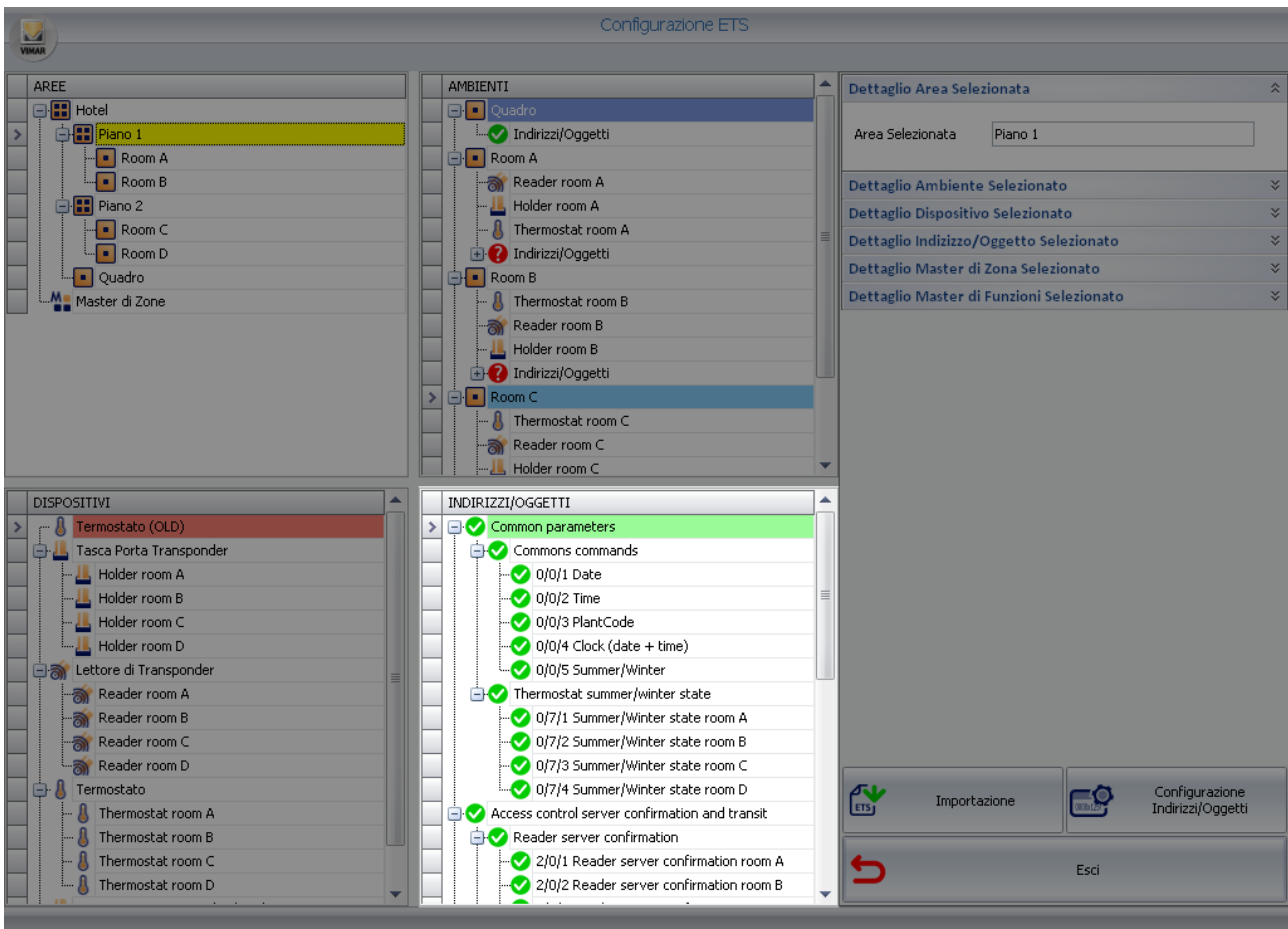 Configurazione ETS
VIMAR
AREE
Hotel
Piano 1
Room A
Room B
Piano 2
Room C
Room D
Quadro
Master di Zone
AMBIENTI
Quadro
Indirizzi/Oggetti
Room A
Reader room A
Holder room A
Thermostat room A
Indirizzi/Oggetti
Room B
Thermostat room B
Reader room B
Holder room B
Indirizzi/Oggetti
Room C
Thermostat room C
Reader room C
Holder room C
Dettaglio Area Selezionata
Area Selezionata Piano 1
Dettaglio Ambiente Selezionato
Dettaglio Dispositivo Selezionato
Dettaglio Indizizzo/Oggetto Selezionato
Dettaglio Master di Zona Selezionato
Dettaglio Master di Funzioni Selezionato
DISPOSITIVI
Termostato (OLD)
Tasca Porta Transponder
Holder room A
Holder room B
Holder room C
Holder room D
Lettore di Transponder
Reader room A
Reader room B
Reader room C
Reader room D
Termostato
Thermostat room A
Thermostat room B
Thermostat room C
Thermostat room D
INDIRIZZI/OGGETTI
Common parameters
Commons commands
0/0/1 Date
0/0/2 Time
0/0/3 PlantCode
0/0/4 Clock (date + time)
0/0/5 Summer/Winter
Thermostat summer/winter state
0/7/1 Summer/Winter state room A
0/7/2 Summer/Winter state room B
0/7/3 Summer/Winter state room C
0/7/4 Summer/Winter state room D
Access control server confirmation and transit
Reader server confirmation
2/0/1 Reader server confirmation room A
2/0/2 Reader server confirmation room B
ETS
Importazione
Configurazione
Indirizzi/Oggetti
Esci